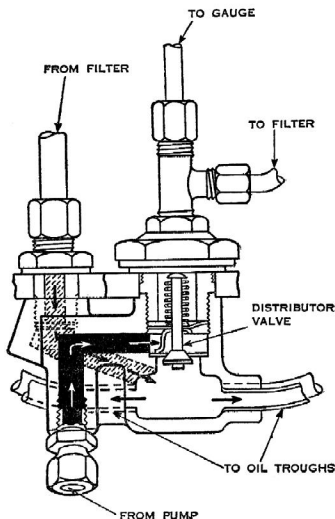 TO GAUGE
FROM FILTER
TO FILTER
DISTRIBUTOR
VALVE
TO OIL TROUGHS
FROM PUMP